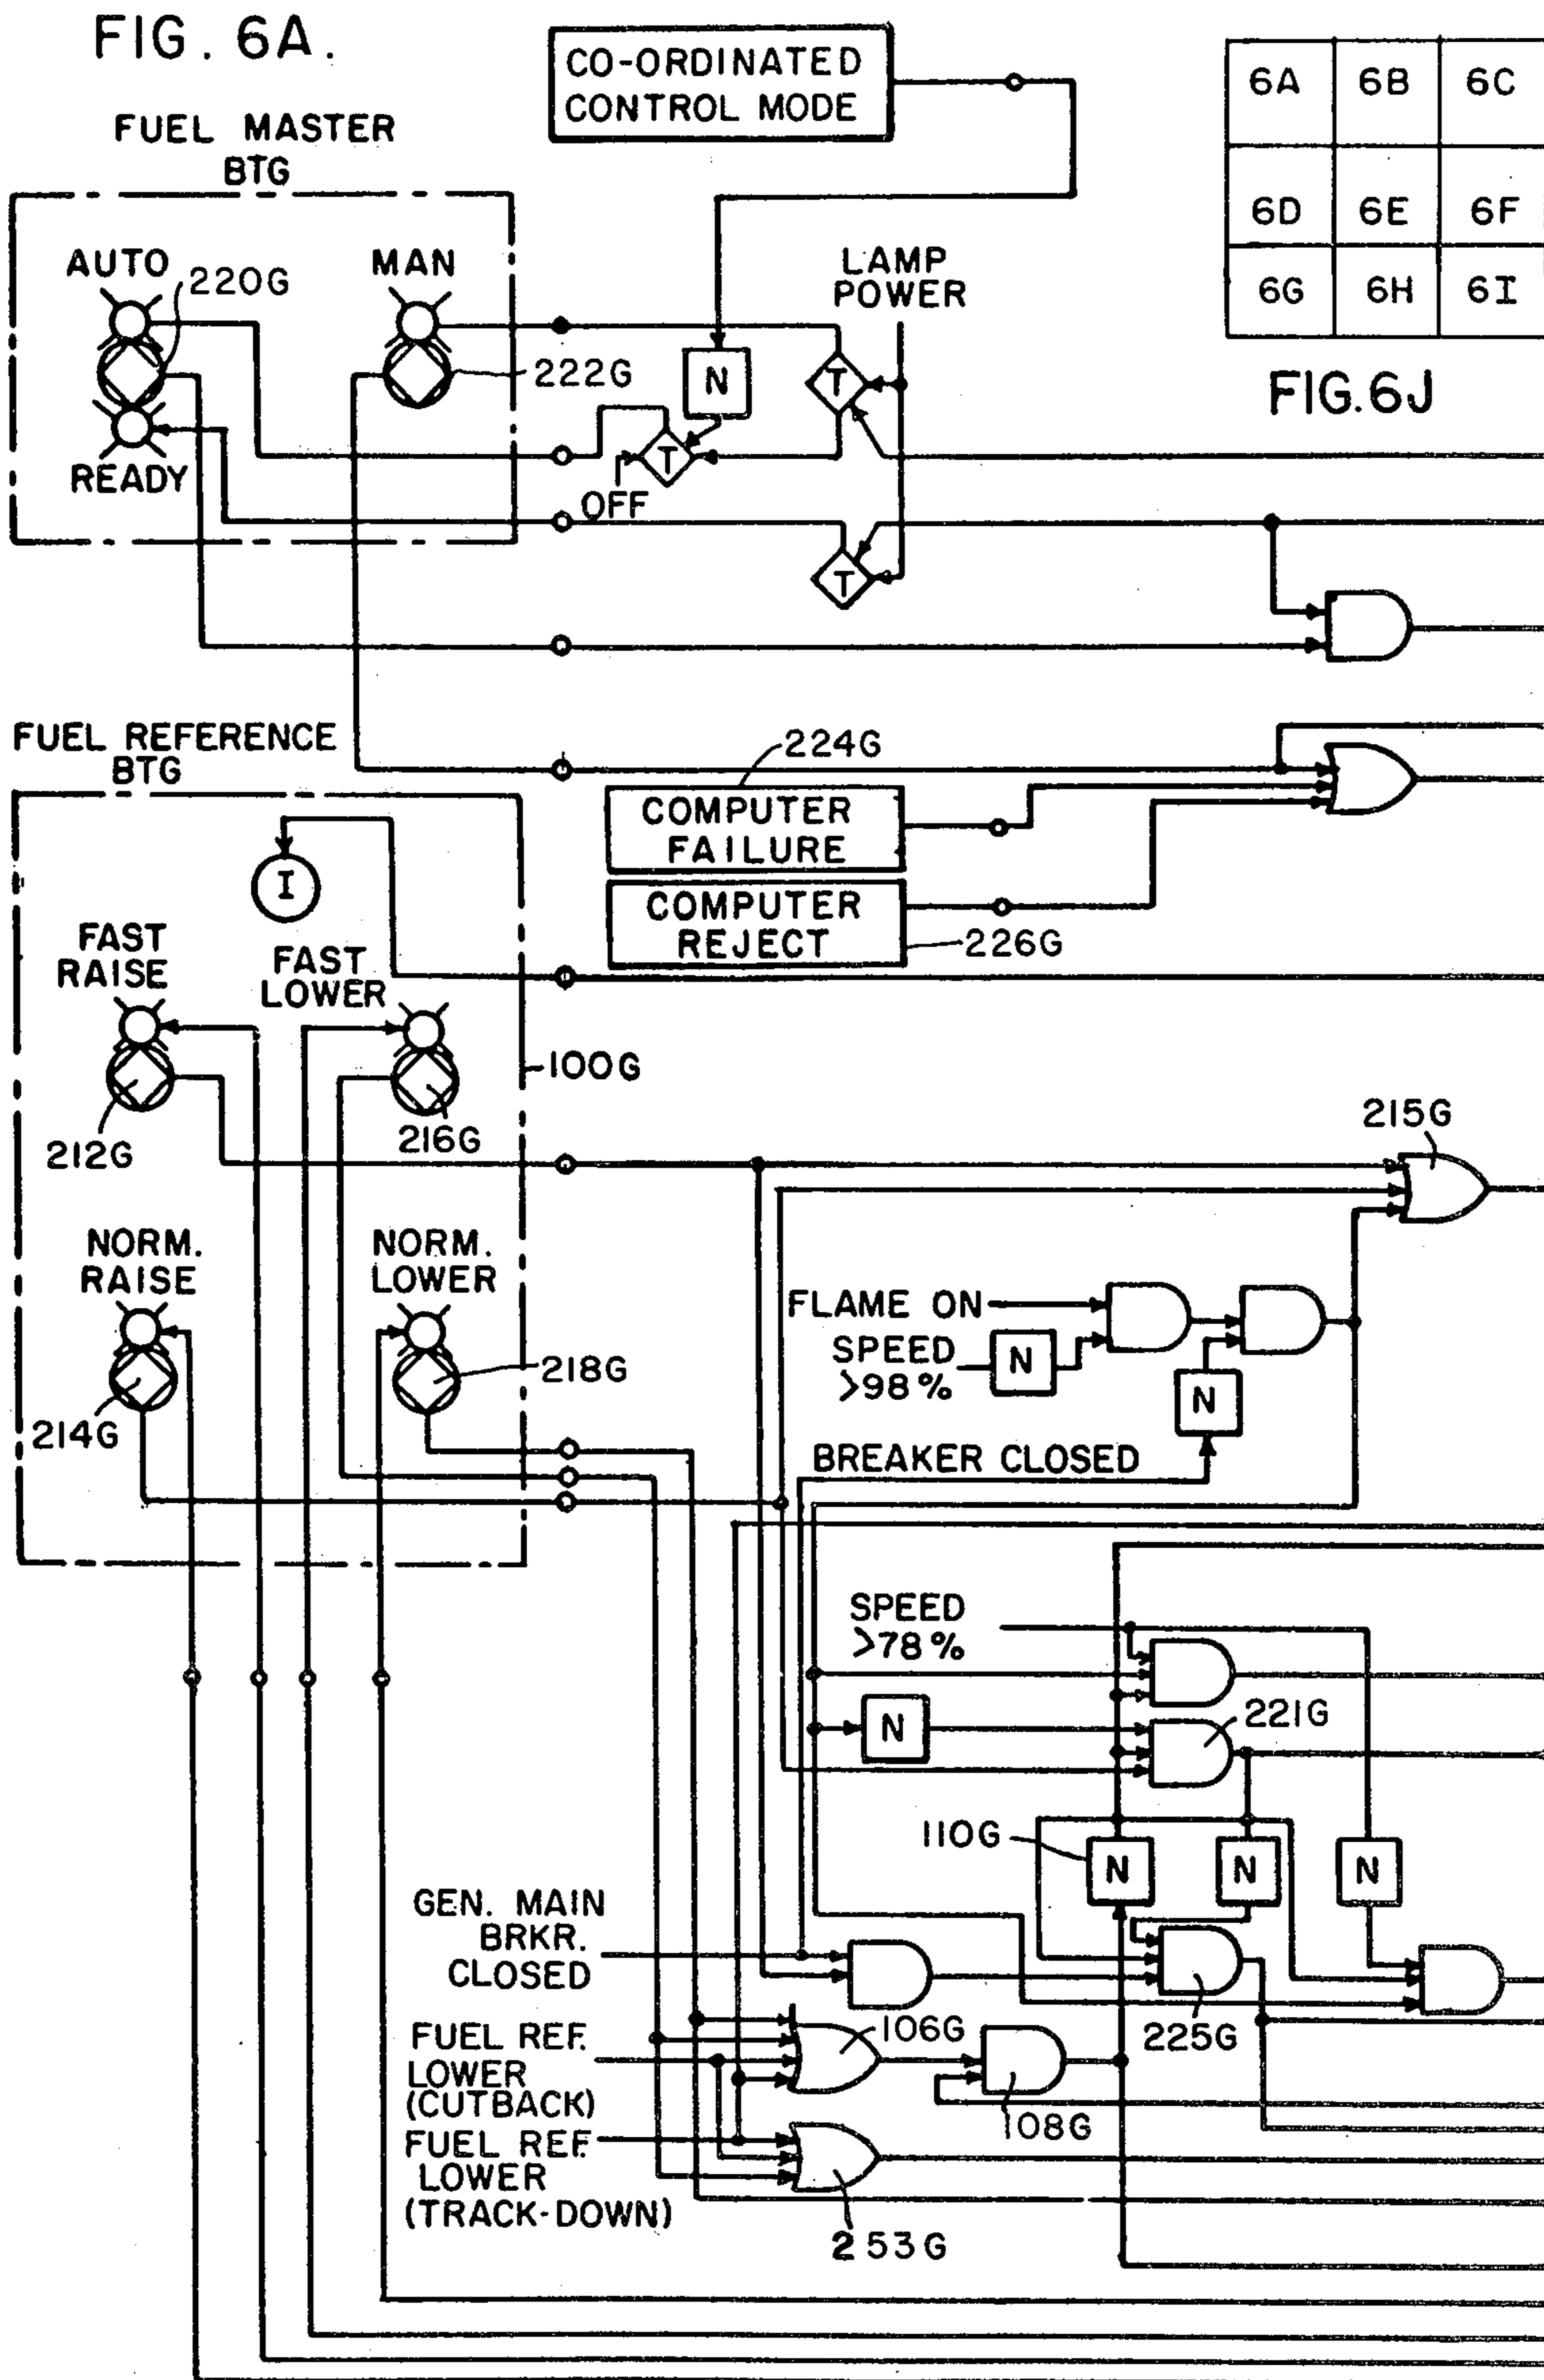 FIG. 6A.
CO-ORDINATED
CONTROL MODE
6A 6B 6C
6D 6E 6F
6G 6H 6I
FIG.6J
FUEL MASTER
BTG
AUTO
220G
MAN
222G
READY
LAMP
POWER
N
T
T
OFF
T
FUEL REFERENCE
BTG
224G
COMPUTER
FAILURE
COMPUTER
REJECT
226G
I
FAST
RAISE
FAST
LOWER
100G
212G
216G
215G
NORM.
RAISE
NORM.
LOWER
218G
214G
FLAME ON
SPEED
>98%
N
N
BREAKER CLOSED
SPEED
>78%
N
221G
110G
N
N
N
GEN. MAIN
BRKR.
CLOSED
225G
FUEL REF.
LOWER
(CUTBACK)
106G
108G
FUEL REF.
LOWER
(TRACK-DOWN)
253G